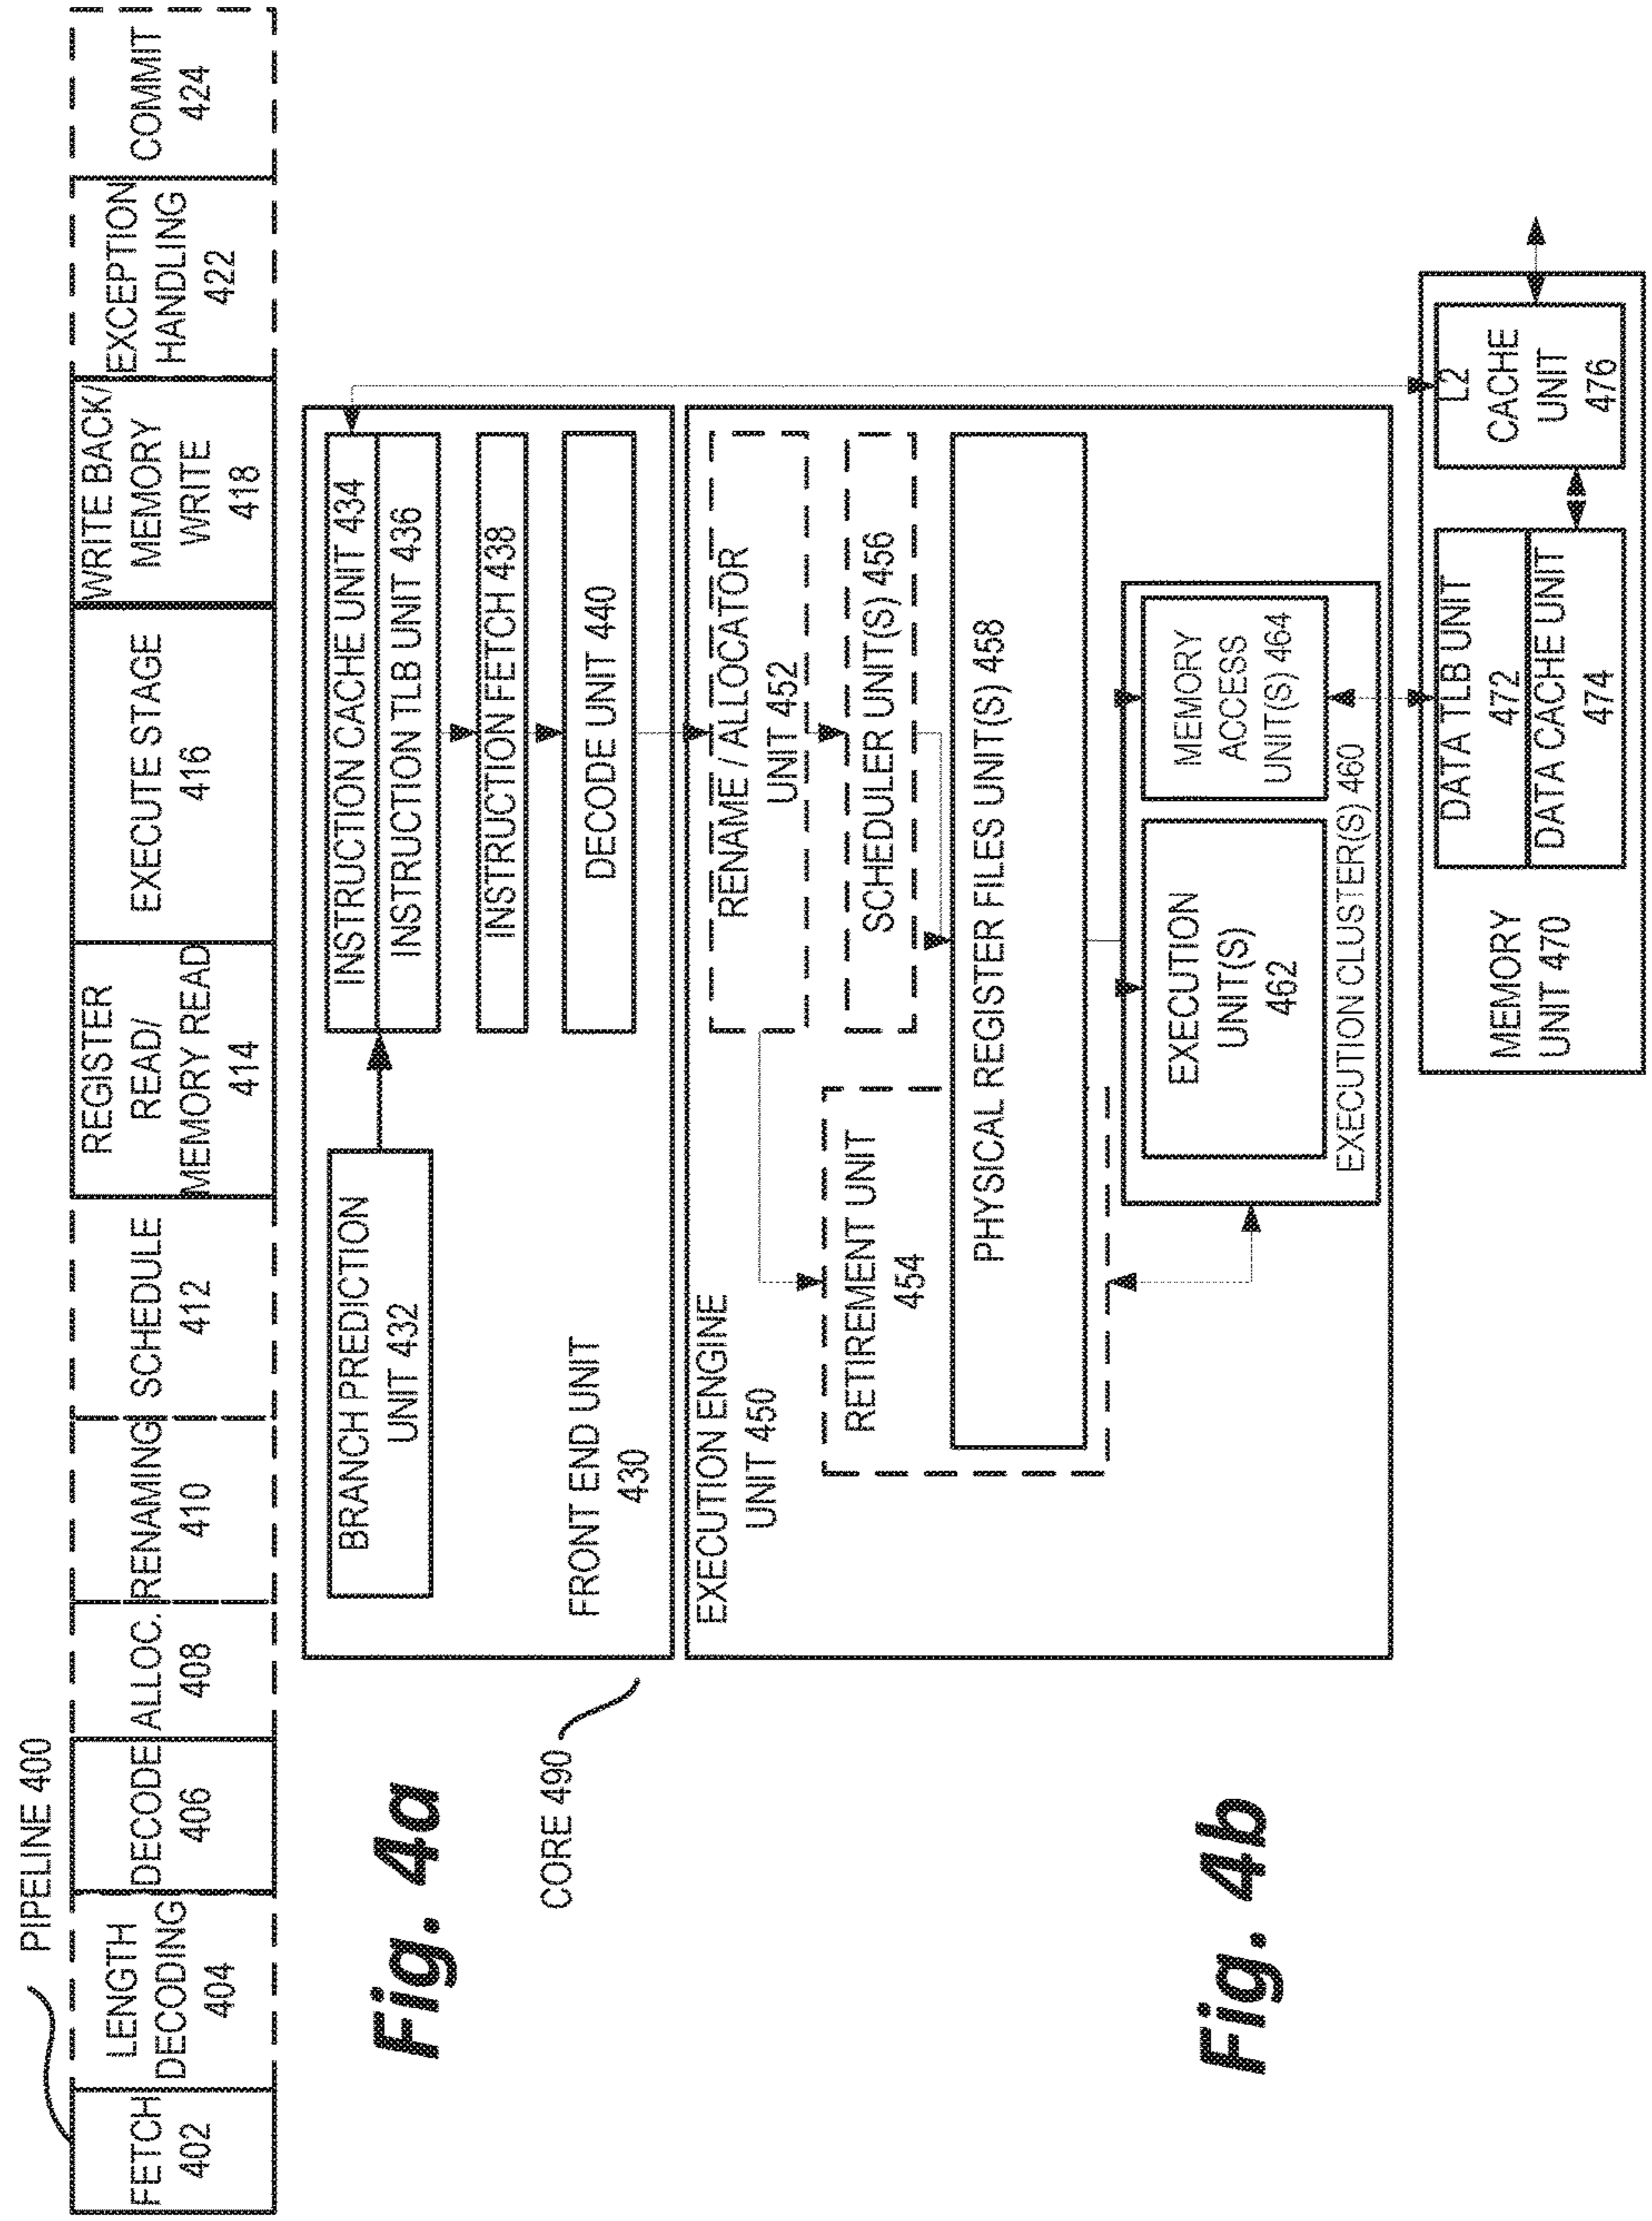 PIPELINE 400
FETCH
402
LENGTH
DECODING
404
DECODE
406
ALLOC.
408
RENAMING
410
SCHEDULE
412
REGISTER
READ/
MEMORY READ
414
EXECUTE STAGE
416
WRITE BACK/
MEMORY
WRITE
418
EXCEPTION
HANDLING
422
COMMIT
424
Fig. 4a
CORE 490
BRANCH PREDICTION
UNIT 432
INSTRUCTION CACHE UNIT 434
INSTRUCTION TLB UNIT 436
INSTRUCTION FETCH 438
DECODE UNIT 440
FRONT END UNIT
430
EXECUTION ENGINE
UNIT 450
RENAME / ALLOCATOR
UNIT 452
RETIREMENT UNIT
454
SCHEDULER UNIT(S) 456
PHYSICAL REGISTER FILES UNIT(S) 458
EXECUTION
UNIT(S)
462
MEMORY
ACCESS
UNIT(S) 464
EXECUTION CLUSTER(S) 460
MEMORY
UNIT 470
DATA TLB UNIT
472
DATA CACHE UNIT
474
L2
CACHE
UNIT
476
Fig. 4b